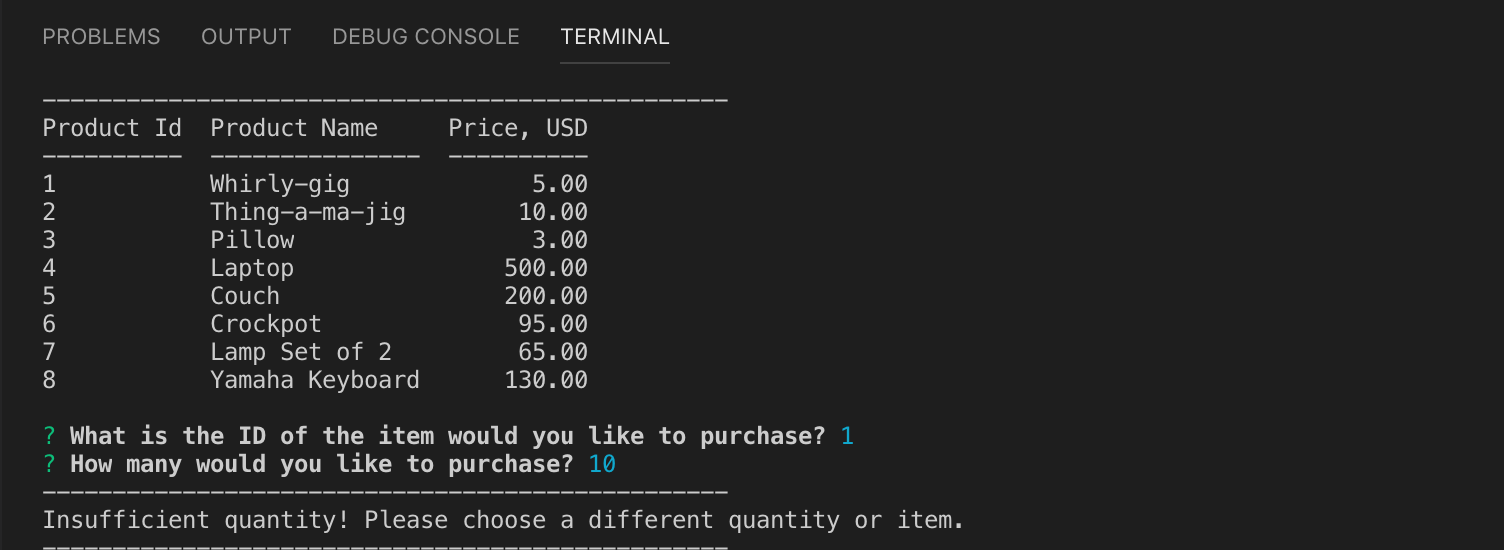 PROBLEMS OUTPUT DEBUG CONSOLE TERMINAL
-------------------------------------------------
Product Id  Product Name     Price, USD
----------  ---------------  ----------
1           Whirly-gig             5.00
2           Thing-a-ma-jig        10.00
3           Pillow                 3.00
4           Laptop               500.00
5           Couch                200.00
6           Crockpot              95.00
7           Lamp Set of 2         65.00
8           Yamaha Keyboard      130.00
? What is the ID of the item would you like to purchase? 1
? How many would you like to purchase? 10
-------------------------------------------------
Insufficient quantity! Please choose a different quantity or item.
-------------------------------------------------